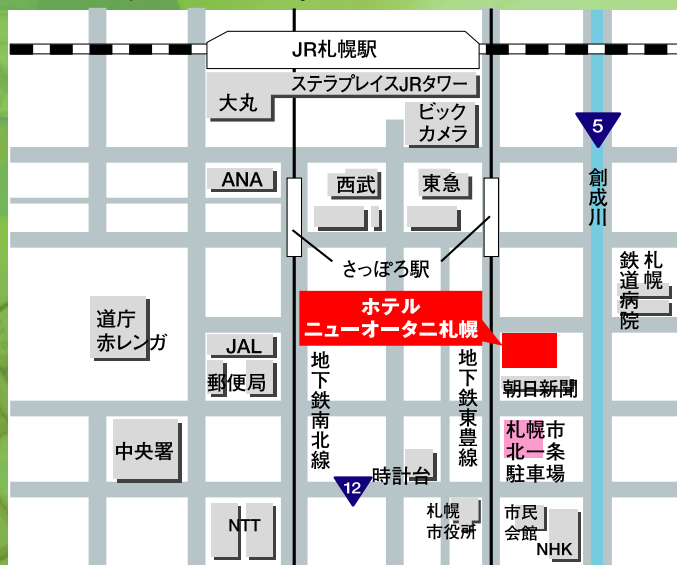 JR札幌駅
ステラプレイスJRタワー
大丸
ビック
カメラ
5
ANA
西武
東急
創成川
さっぽろ駅
札幌
鉄道病院
ホテル
ニューオータニ札幌
道庁
赤レンガ
JAL
郵便局
地下鉄南北線
地下鉄東豊線
朝日新聞
中央署
札幌市
北一条
駐車場
時計台
12
NTT
札幌
市役所
市民
会館
NHK